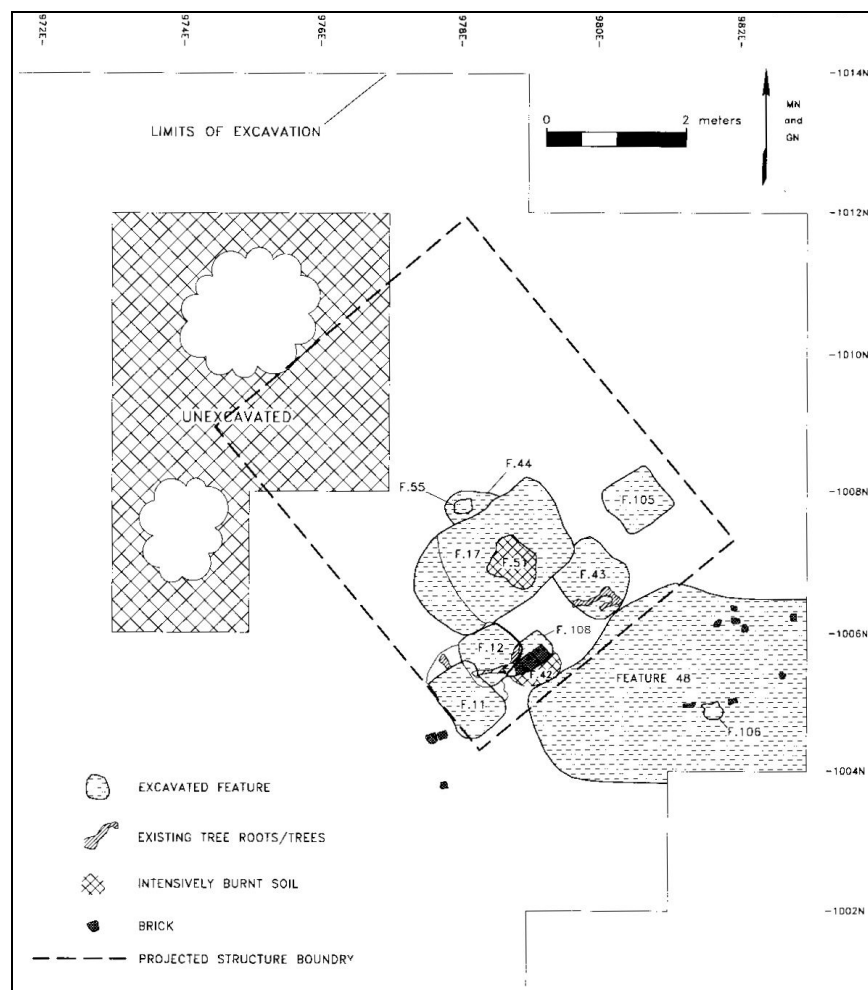 972E-
974E-
976E-
978E-
980E-
982E-
-1014N
LIMITS OF EXCAVATION
0 2 meters
MN
and
GN
-1012N
-1010N
UNEXCAVATED
F.44
F.55
-1008N
F.105
F.17
F.51
F.43
F.108
-1006N
F.12
F.42
FEATURE 48
F.11
F.106
-1004N
EXCAVATED FEATURE
EXISTING TREE ROOTS/TREES
INTENSIVELY BURNT SOIL
-1002N
BRICK
PROJECTED STRUCTURE BOUNDRY